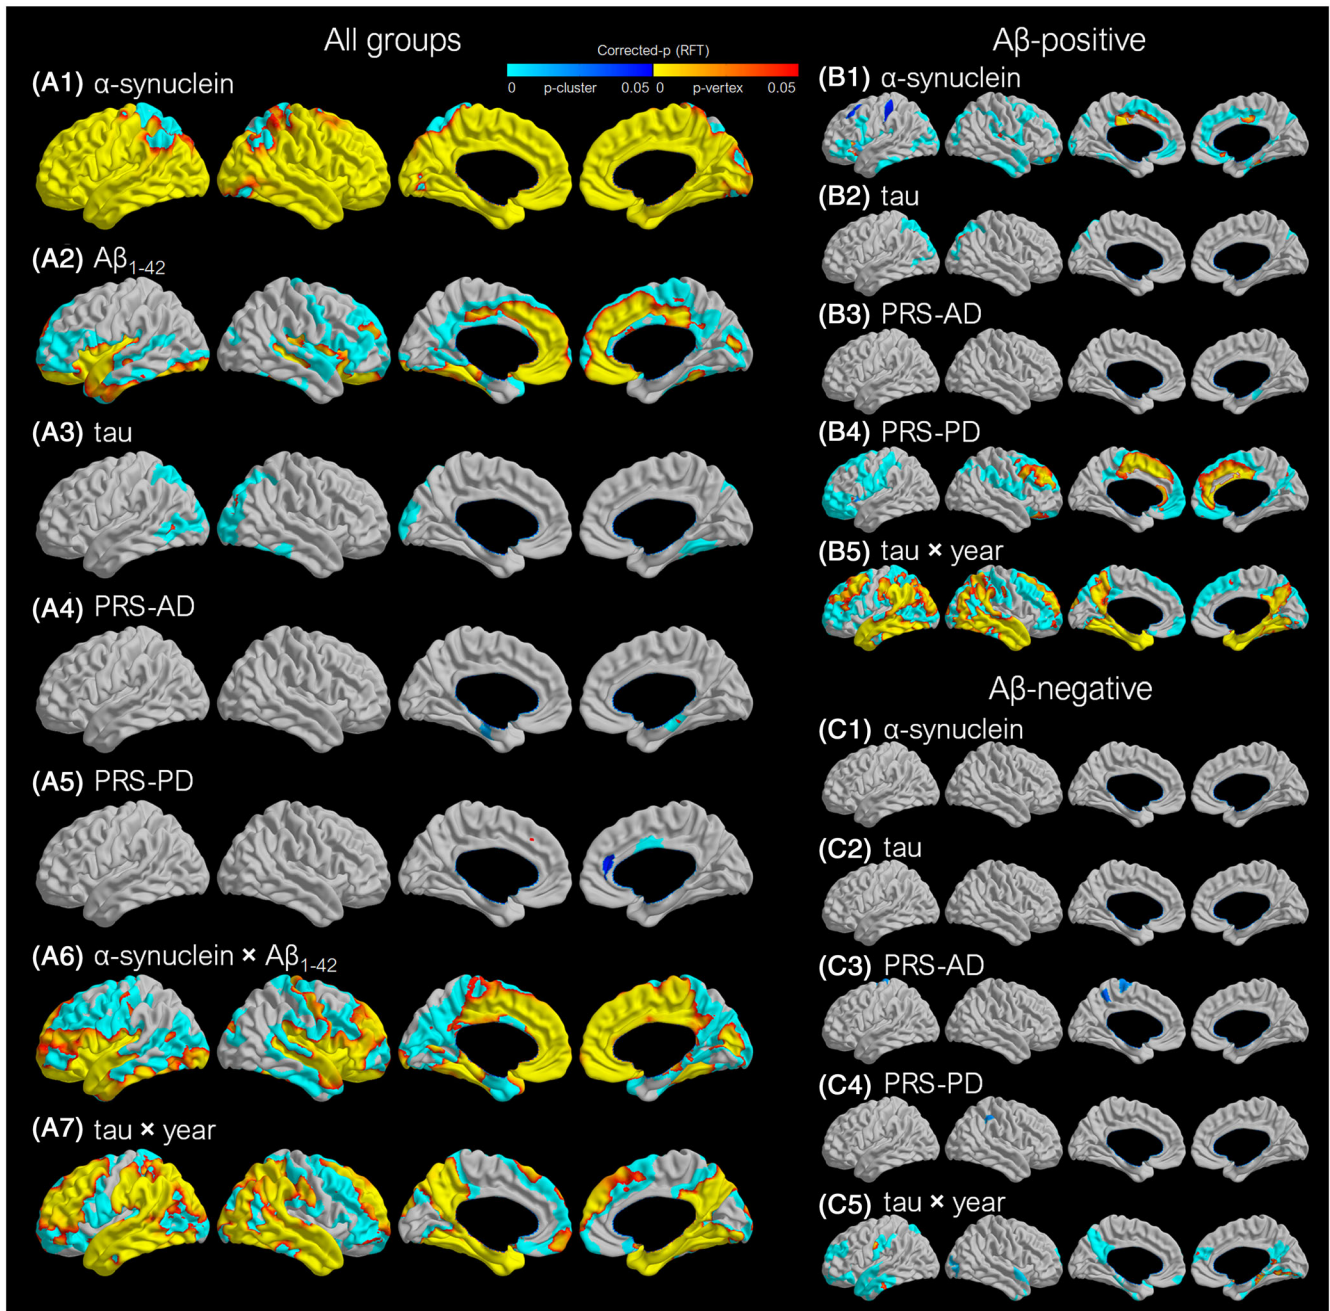 All groups
Corrected-p (RFT)
0 p-cluster 0.05 0 p-vertex 0.05
(A1) α-synuclein
(A2) Aβ1-42
(A3) tau
(A4) PRS-AD
(A5) PRS-PD
(A6) α-synuclein × Aβ1-42
(A7) tau × year
Aβ-positive
(B1) α-synuclein
(B2) tau
(B3) PRS-AD
(B4) PRS-PD
(B5) tau × year
Aβ-negative
(C1) α-synuclein
(C2) tau
(C3) PRS-AD
(C4) PRS-PD
(C5) tau × year